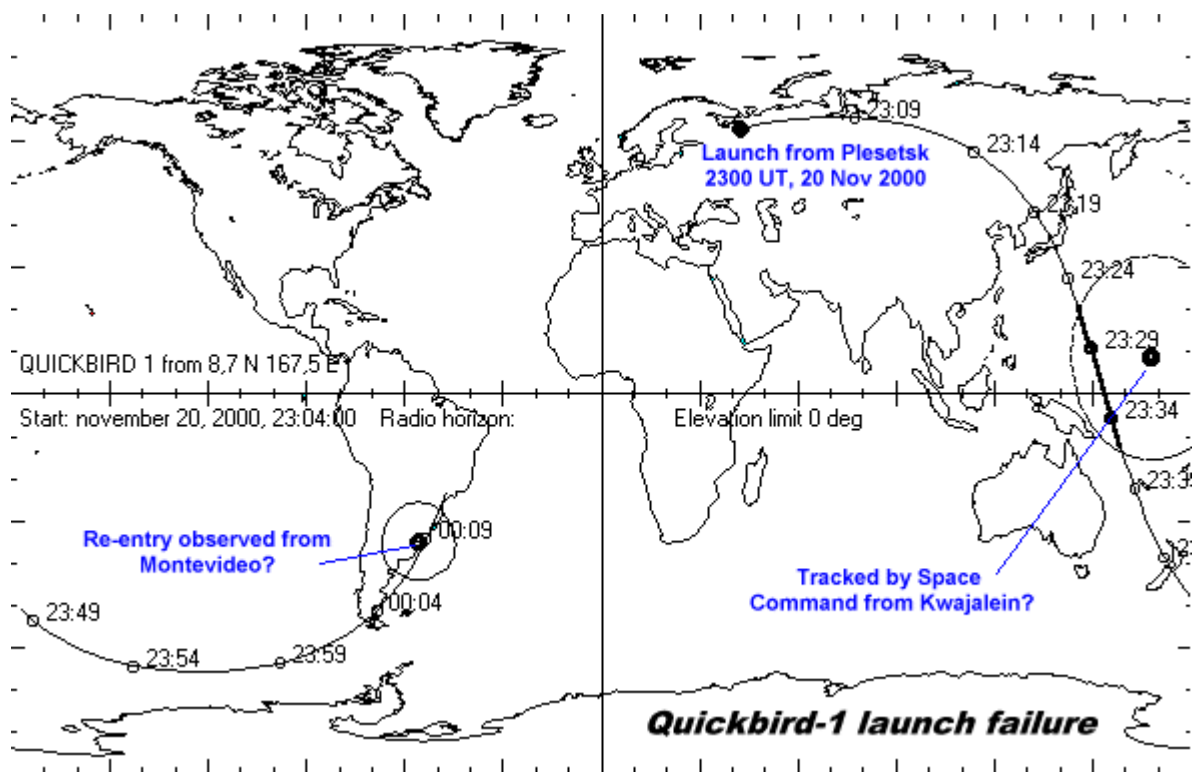 23:09
23:14
Launch from Plesetsk
2300 UT, 20 Nov 2000
23:19
23:24
QUICKBIRD 1 from 8,7 N 167,5 E
23:29
Start: november 20, 2000, 23:04:00 Radio horizon: Elevation limit 0 deg
23:34
23:3
00:09
Re-entry observed from
Montevideo?
Tracked by Space
Command from Kwajalein?
00:04
23:49
23:54
23:59
Quickbird-1 launch failure